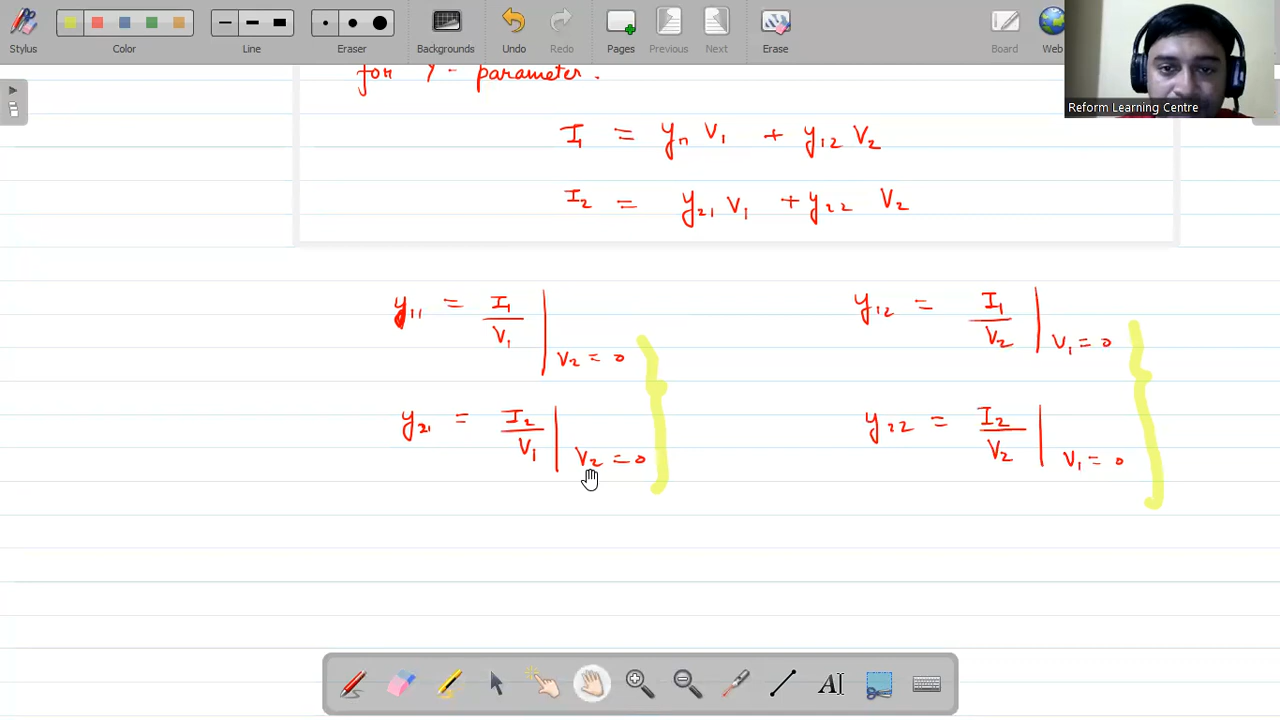 Stylus Color Line Eraser Backgrounds Undo Redo Pages Previous Next Erase Board Web
Reform Learning Centre
for Y - parameter.
I1 = y11 V1 + y12 V2
I2 = y21 V1 + y22 V2
y11 = I1/V1 | V2 = 0
y12 = I1/V2 | V1 = 0
y21 = I2/V1 | V2 = 0
y22 = I2/V2 | V1 = 0